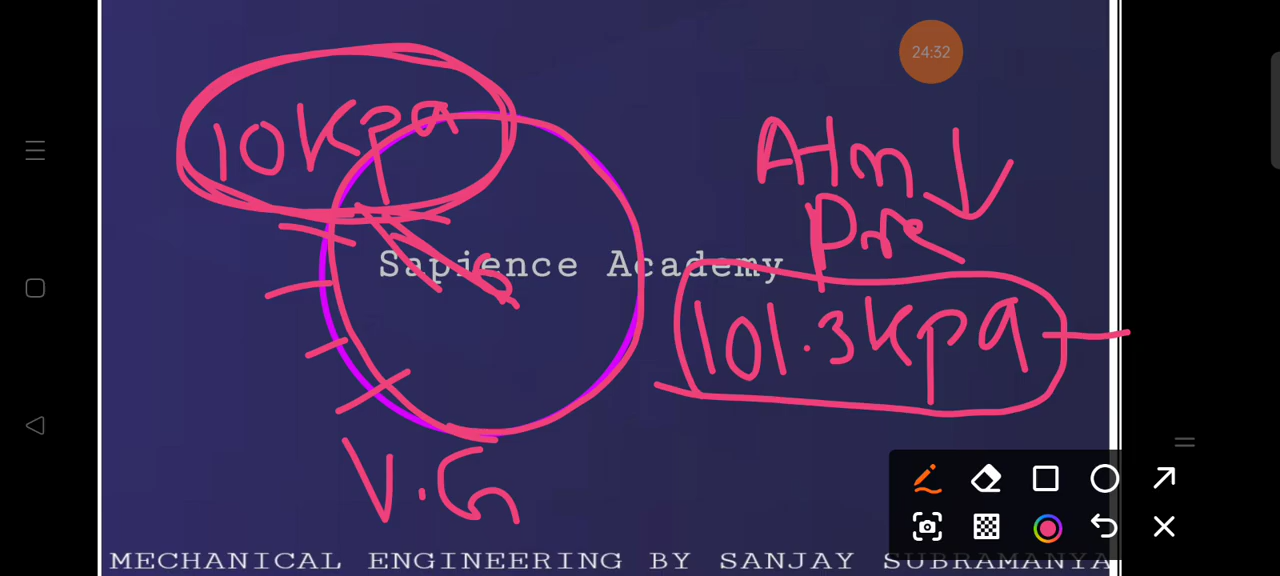 24:32
10Kpa
Atm
Pre
Sapience Academy
101.3Kpa
V.G
MECHANICAL ENGINEERING BY SANJAY SUBRAMANYA